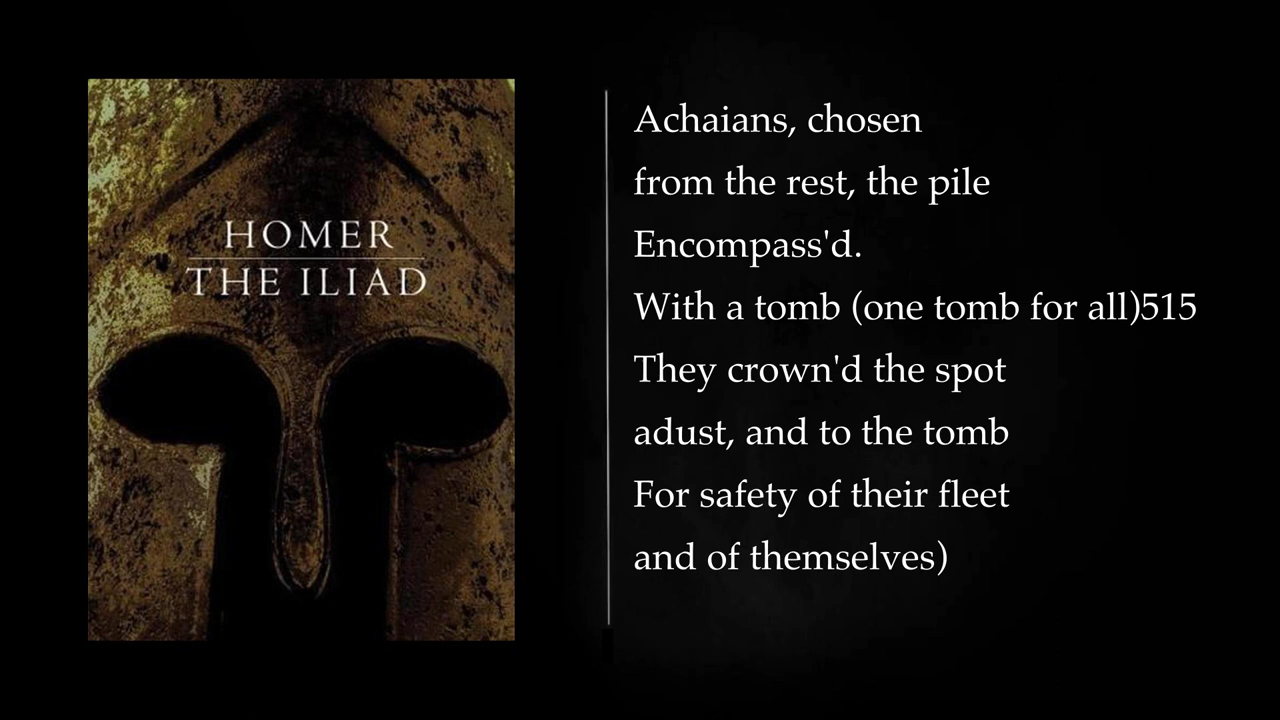 HOMER
THE ILIAD
Achaians, chosen
from the rest, the pile
Encompass'd.
With a tomb (one tomb for all)515
They crown'd the spot
adust, and to the tomb
For safety of their fleet
and of themselves)